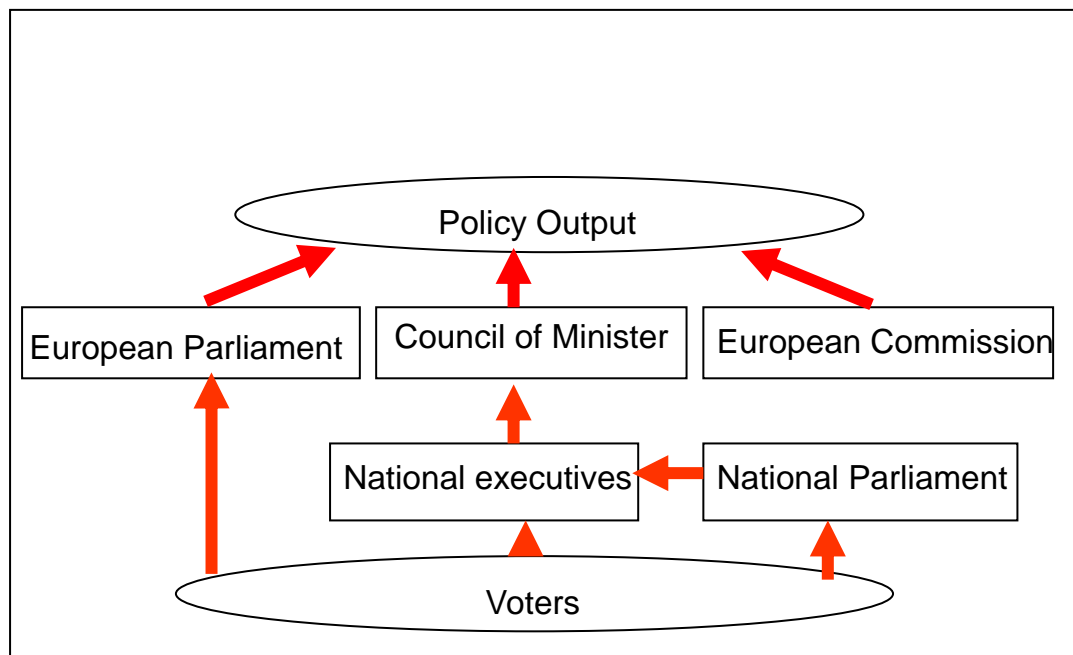 Policy Output
European Parliament
Council of Minister
European Commission
National executives
National Parliament
Voters